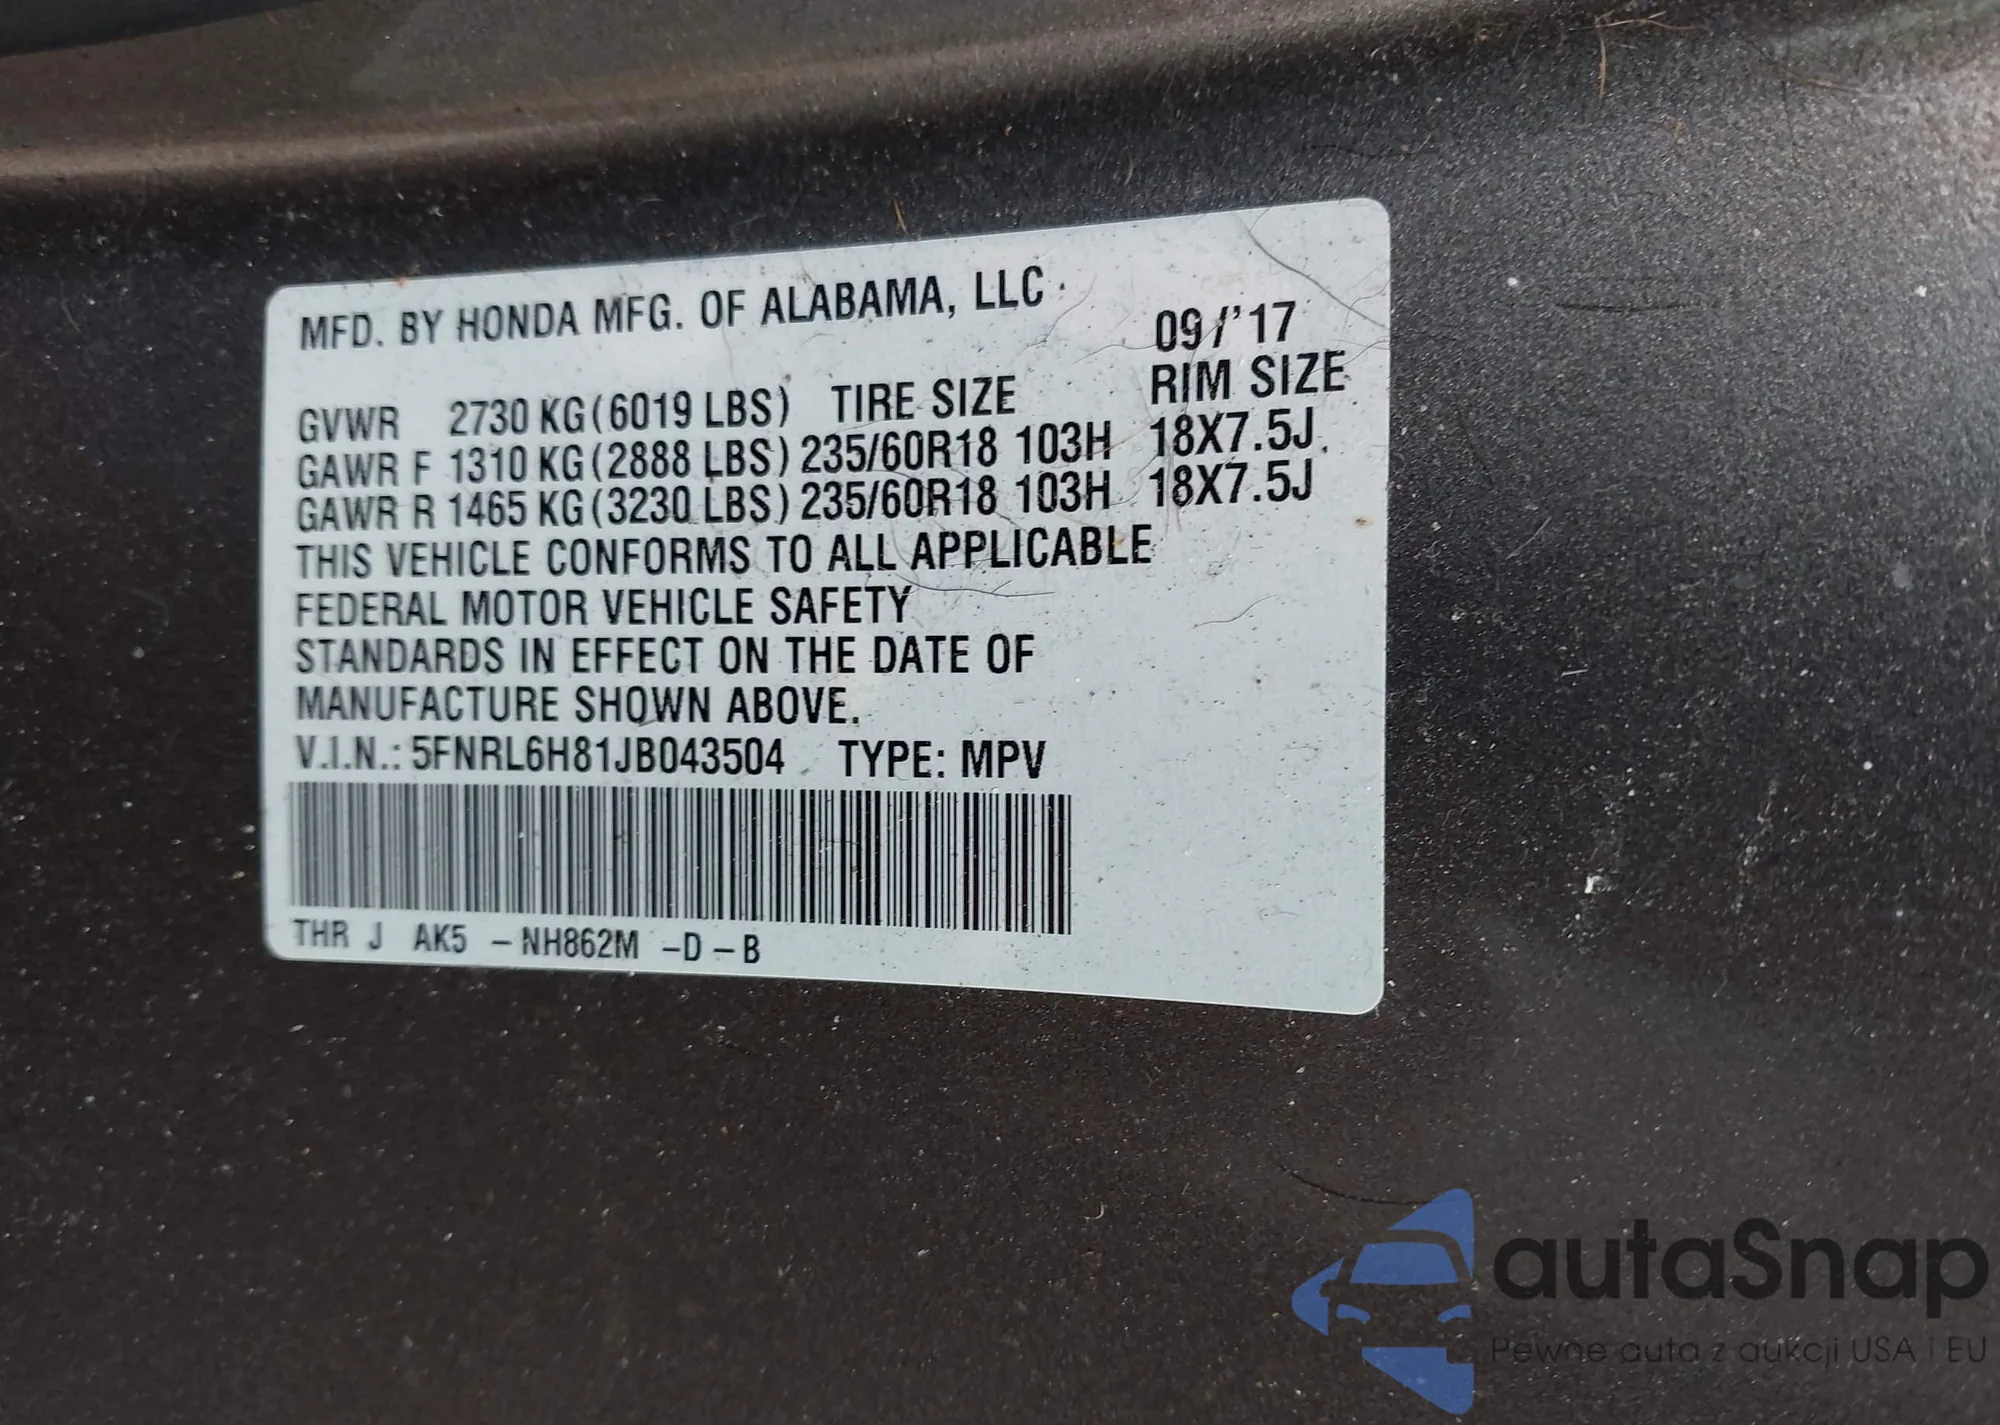 MFD. BY HONDA MFG. OF ALABAMA, LLC
09/'17
GVWR 2730 KG(6019 LBS) TIRE SIZE RIM SIZE
GAWR F 1310 KG(2888 LBS) 235/60R18 103H 18X7.5J
GAWR R 1465 KG(3230 LBS) 235/60R18 103H 18X7.5J
THIS VEHICLE CONFORMS TO ALL APPLICABLE
FEDERAL MOTOR VEHICLE SAFETY
STANDARDS IN EFFECT ON THE DATE OF
MANUFACTURE SHOWN ABOVE.
V.I.N.: 5FNRL6H81JB043504 TYPE: MPV
THR J AK5 -NH862M -D -B
autaSnap
Pewne auta z aukcji USA i EU